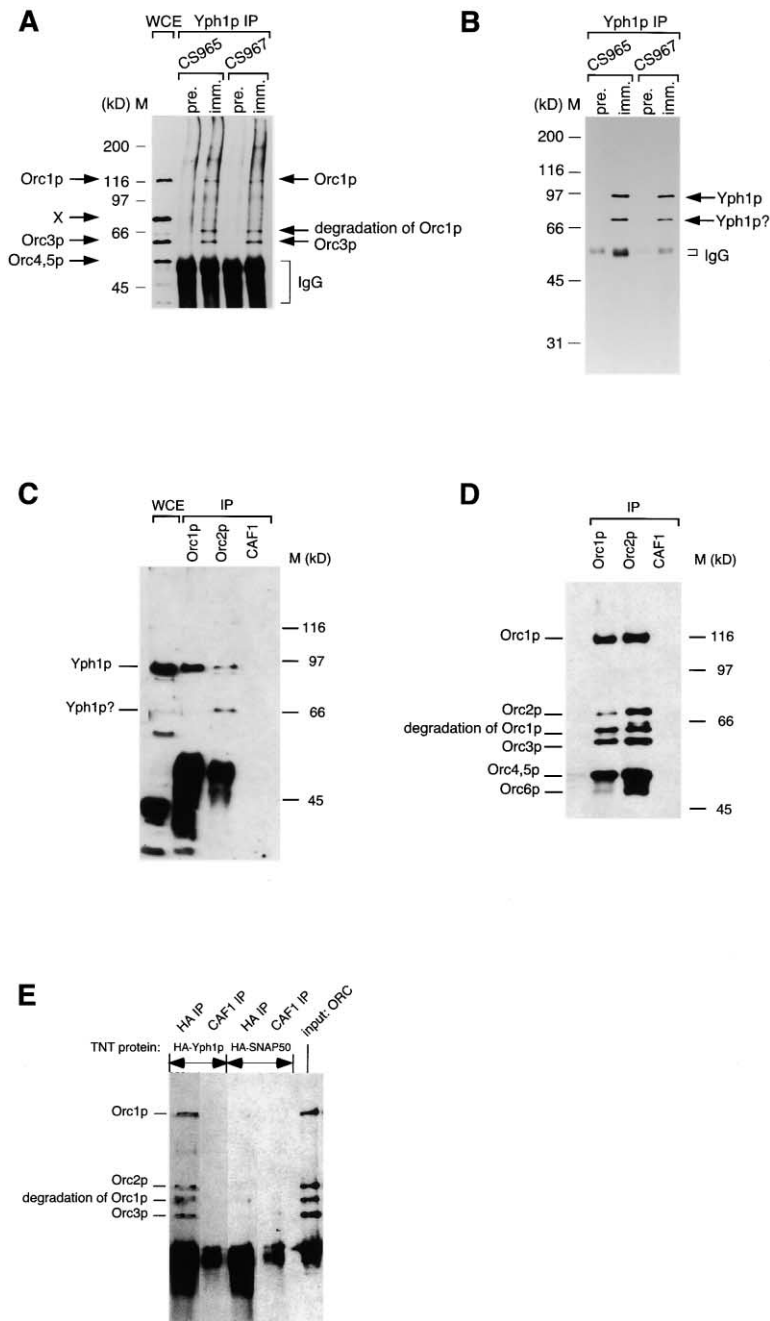 A
WCE
Yph1p IP
CS965
CS967
(kD) M
pre.
imm.
pre.
imm.
200
Orc1p
116
Orc1p
97
X
66
degradation of Orc1p
Orc3p
Orc3p
Orc4,5p
45
IgG
B
Yph1p IP
CS965
CS967
(kD) M
pre.
imm.
pre.
imm.
200
116
97
Yph1p
66
Yph1p?
IgG
45
31
C
WCE
IP
Orc1p
Orc2p
CAF1
M (kD)
116
Yph1p
97
Yph1p?
66
45
D
IP
Orc1p
Orc2p
CAF1
M (kD)
Orc1p
116
97
Orc2p
66
degradation of Orc1p
Orc3p
Orc4,5p
Orc6p
45
E
HA IP
CAF1 IP
HA IP
CAF1 IP
input: ORC
TNT protein:
HA-Yph1p
HA-SNAP50
Orc1p
Orc2p
degradation of Orc1p
Orc3p